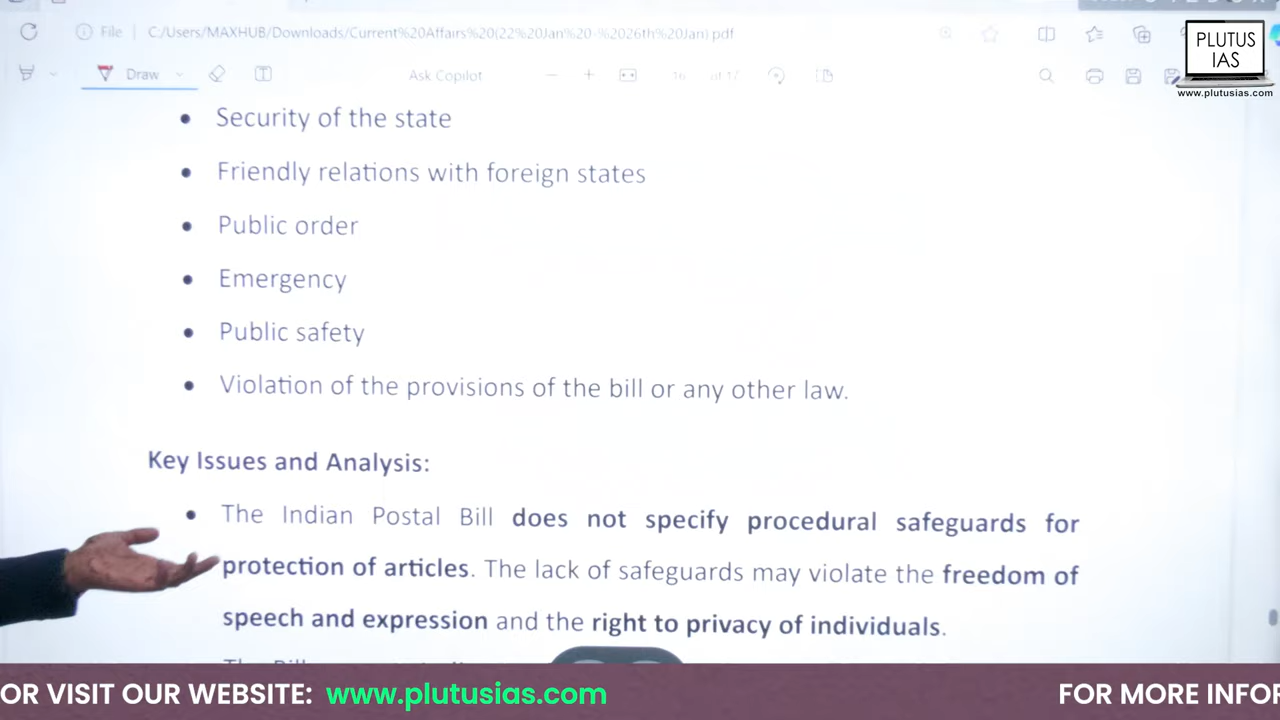 File
C:/Users/MAXHUB/Downloads/Current%20Affairs%20(22%20Jan%20-%2026th%20Jan).pdf
PLUTUS
IAS
www.plutusias.com
Draw
Ask Copilot
16 of 17
Security of the state
Friendly relations with foreign states
Public order
Emergency
Public safety
Violation of the provisions of the bill or any other law.
Key Issues and Analysis:
The Indian Postal Bill does not specify procedural safeguards for
protection of articles. The lack of safeguards may violate the freedom of
speech and expression and the right to privacy of individuals.
OR VISIT OUR WEBSITE: www.plutusias.com FOR MORE INFOR